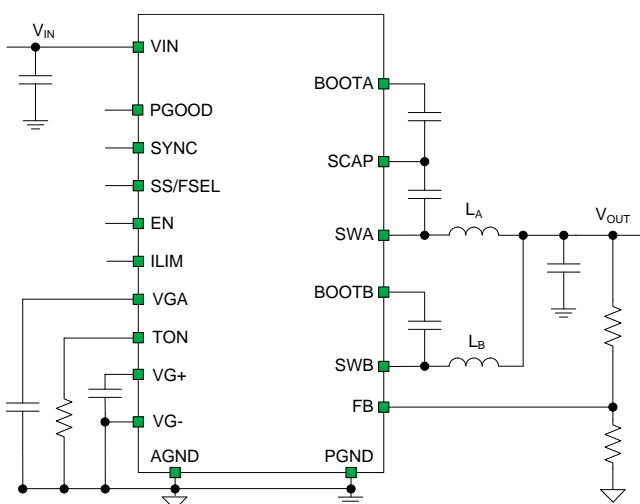 VIN
VIN
PGOOD
SYNC
SS/FSEL
EN
ILIM
VGA
TON
VG+
VG-
AGND
PGND
BOOTA
SCAP
SWA
BOOTB
SWB
FB
LA
LB
VOUT